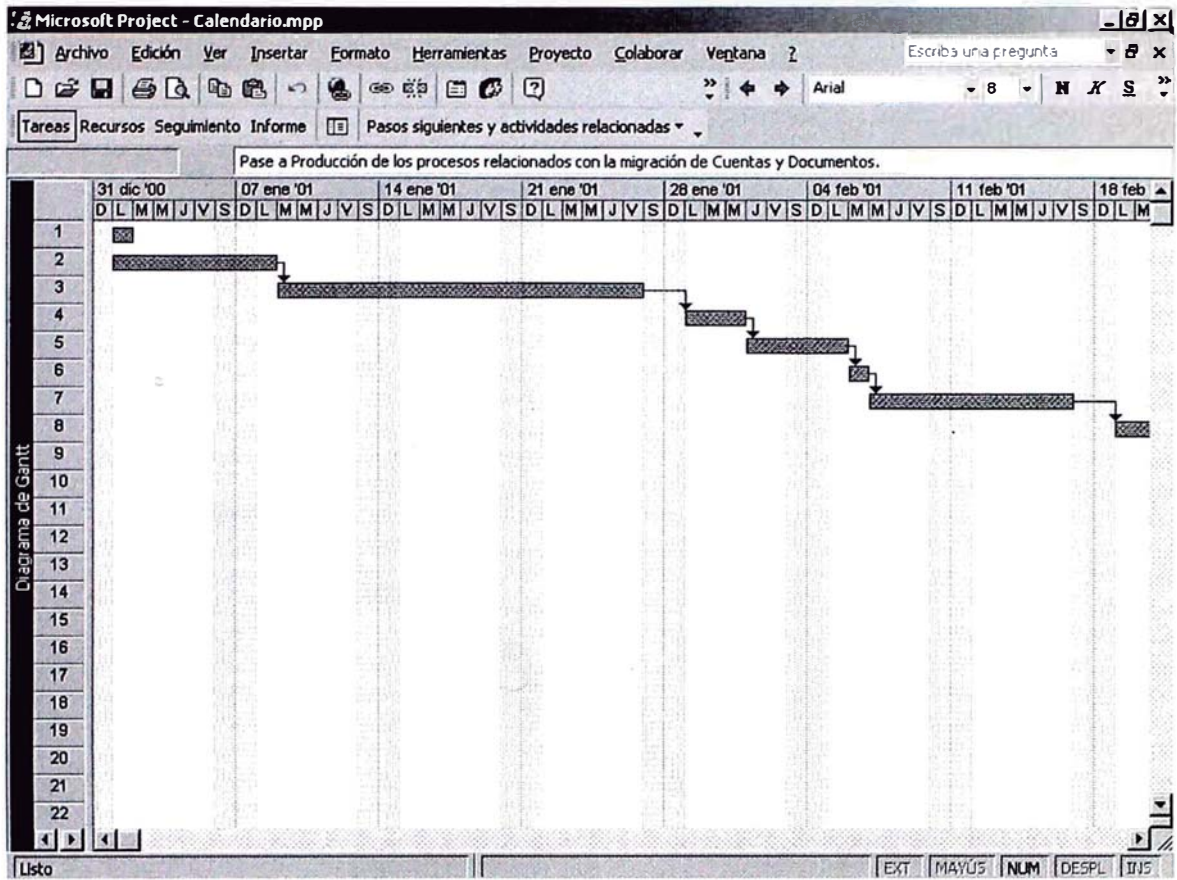 Microsoft Project - Calendario.mpp
Archivo Edición Ver Insertar Formato Herramientas Proyecto Colaborar Ventana ? Escriba una pregunta
? Arial 8 N K S
Tareas Recursos Seguimiento Informe Pasos siguientes y actividades relacionadas
Pase a Producción de los procesos relacionados con la migración de Cuentas y Documentos.
31 dic '00 07 ene '01 14 ene '01 21 ene '01 28 ene '01 04 feb '01 11 feb '01 18 feb
D L M M J V S D L M M J V S D L M M J V S D L M M J V S D L M M J V S D L M M J V S D L M M J V S D L M
1
2
3
4
5
6
7
8
9
10
11
12
13
14
15
16
17
18
19
20
21
22
Diagrama de Gantt
Listo EXT MAYÚS NUM DESPL INS